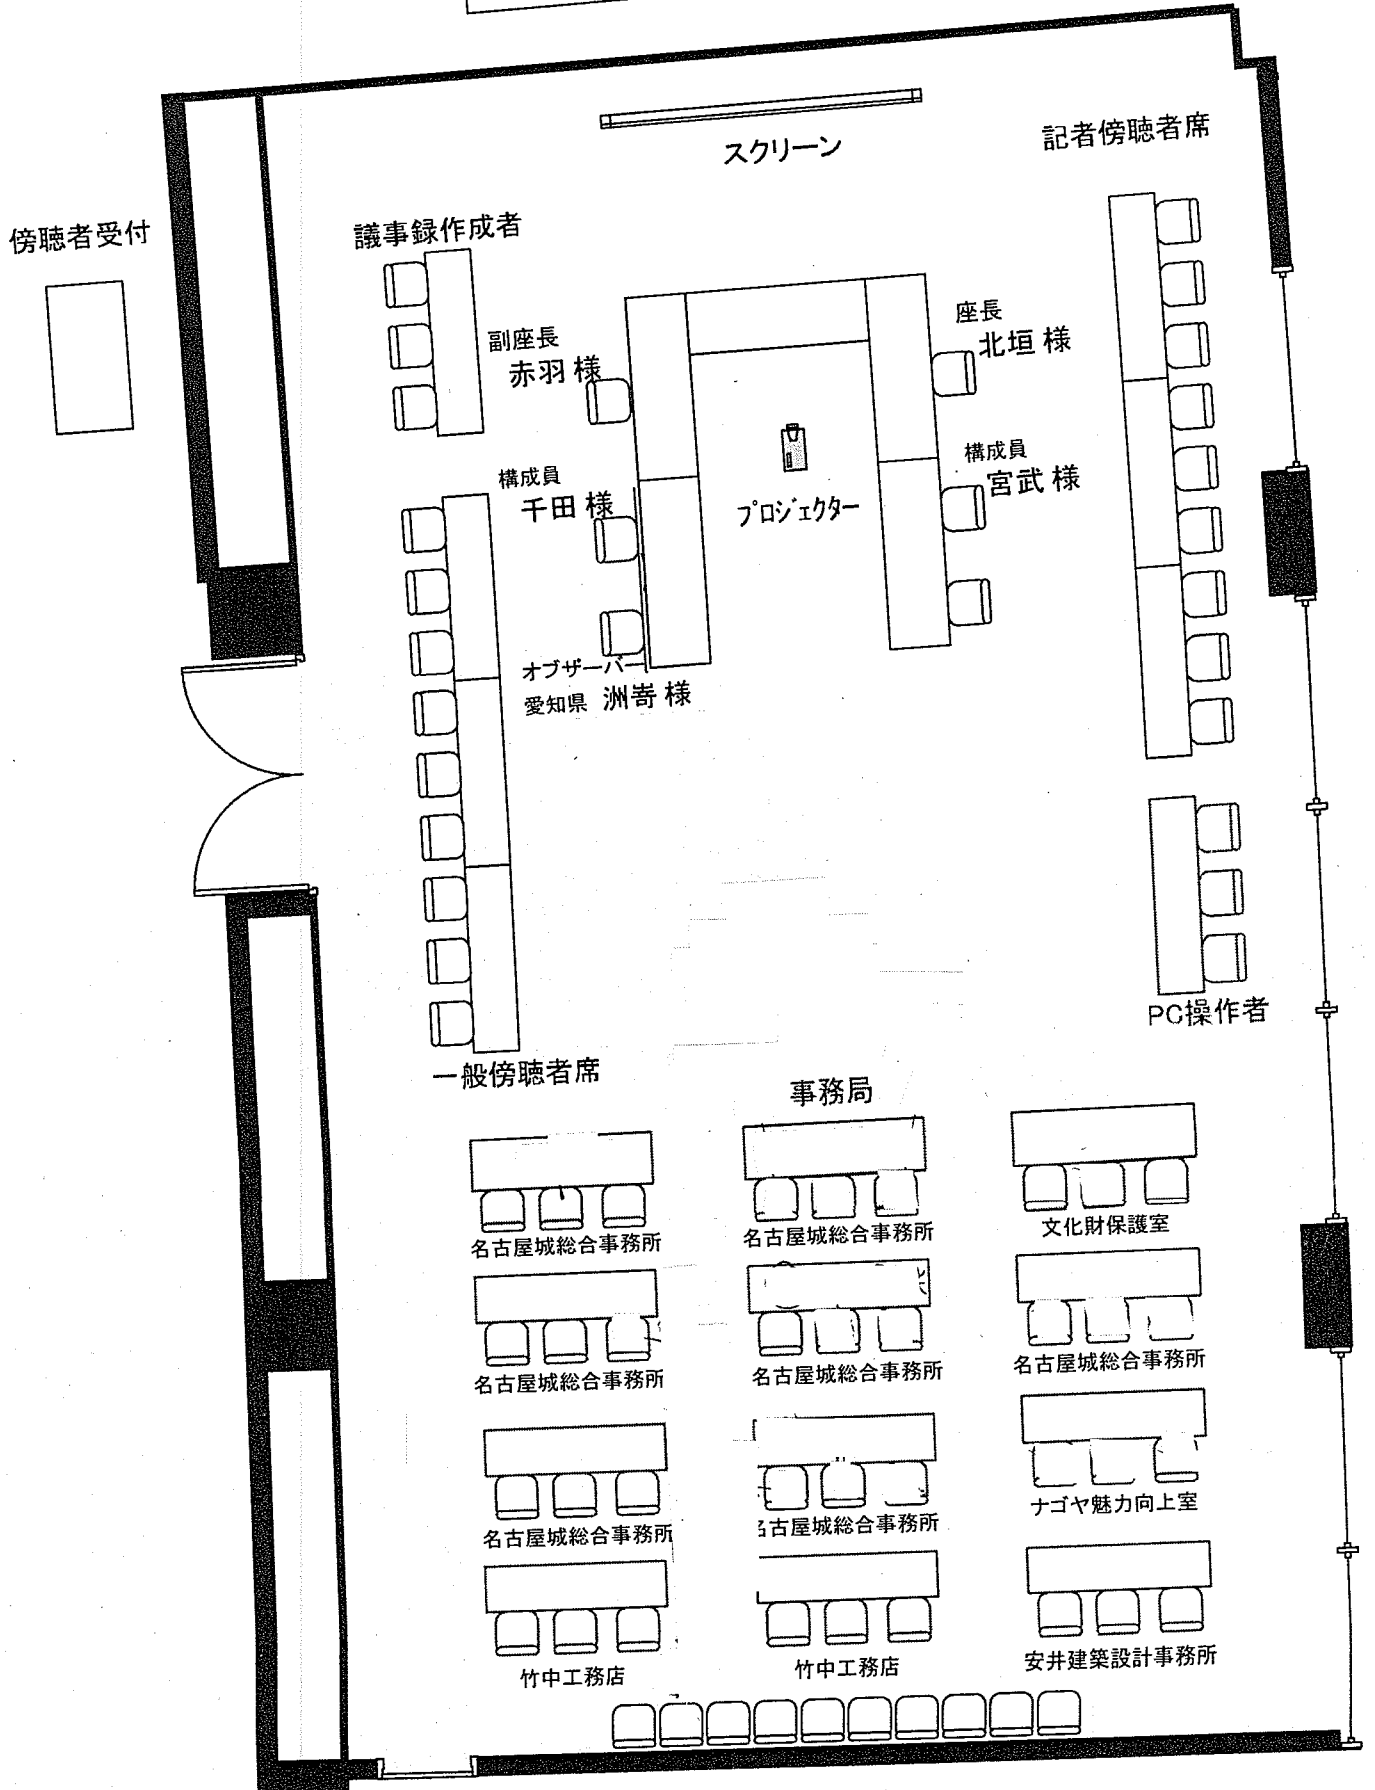 スクリーン
記者傍聴者席
傍聴者受付
議事録作成者
副座長
赤羽 様
座長
北垣 様
構成員
千田 様
構成員
宮武 様
プロジェクター
オブザーバー
愛知県 洲嵜 様
PC操作者
一般傍聴者席
事務局
名古屋城総合事務所
名古屋城総合事務所
文化財保護室
名古屋城総合事務所
名古屋城総合事務所
名古屋城総合事務所
名古屋城総合事務所
名古屋城総合事務所
ナゴヤ魅力向上室
竹中工務店
竹中工務店
安井建築設計事務所